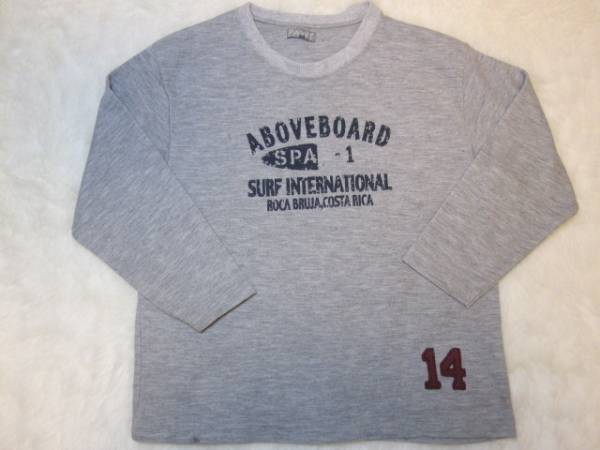 ABOVEBOARD
SPA - 1
SURF INTERNATIONAL
ROCA BRUJA,COSTA RICA
14